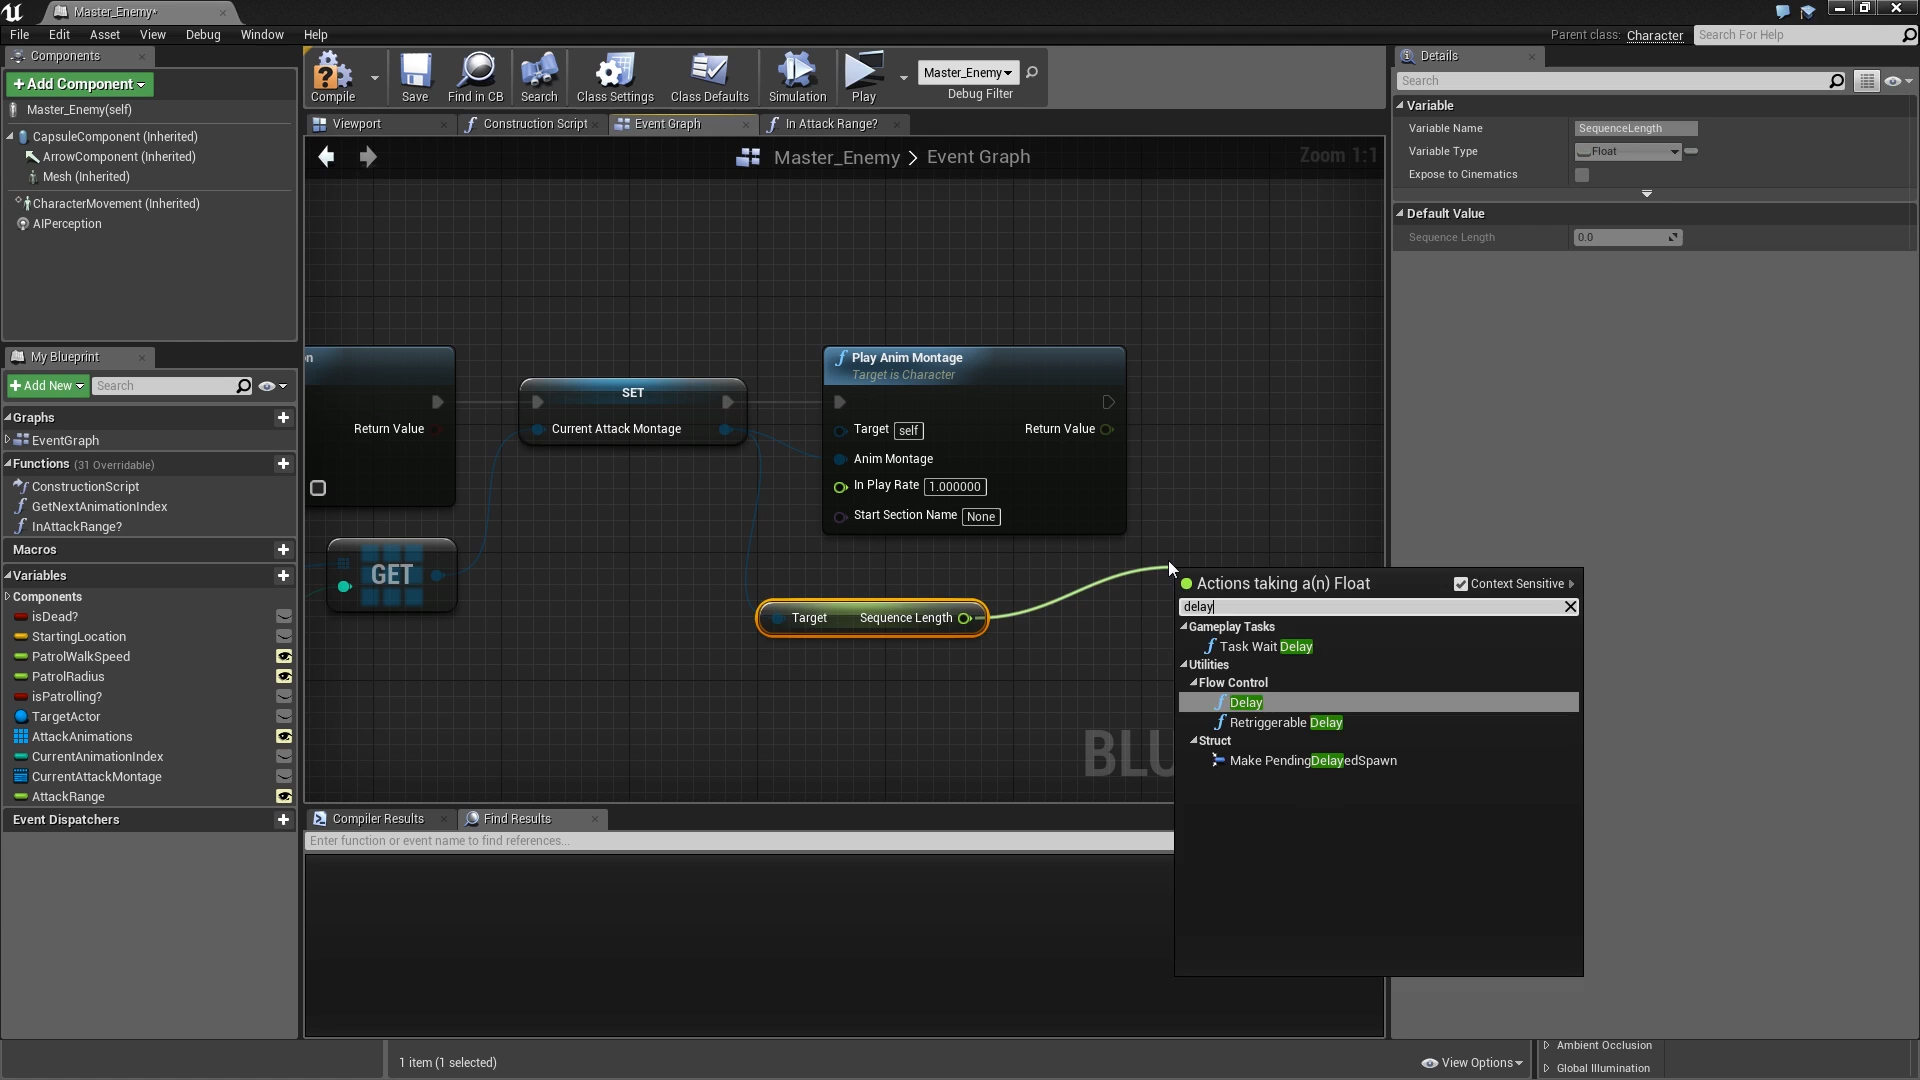 Master_Enemy*
File Edit Asset View Debug Window Help
Parent class: Character
Search For Help
Components
+Add Component
Master_Enemy(self)
CapsuleComponent (Inherited)
ArrowComponent (Inherited)
Mesh (Inherited)
CharacterMovement (Inherited)
AIPerception
Compile
Save
Find in CB
Search
Class Settings
Class Defaults
Simulation
Play
Master_Enemy
Debug Filter
Viewport
Construction Script
Event Graph
In Attack Range?
Master_Enemy > Event Graph
Zoom 1:1
Return Value
SET
Current Attack Montage
GET
Play Anim Montage
Target is Character
Target self
Return Value
Anim Montage
In Play Rate 1.000000
Start Section Name None
Target Sequence Length
BLU
Actions taking a(n) Float
Context Sensitive
delay
Gameplay Tasks
Task Wait Delay
Utilities
Flow Control
Delay
Retriggerable Delay
Struct
Make PendingDelayedSpawn
My Blueprint
+Add New
Search
Graphs
EventGraph
Functions (31 Overridable)
ConstructionScript
GetNextAnimationIndex
InAttackRange?
Macros
Variables
Components
isDead?
StartingLocation
PatrolWalkSpeed
PatrolRadius
isPatrolling?
TargetActor
AttackAnimations
CurrentAnimationIndex
CurrentAttackMontage
AttackRange
Event Dispatchers
Compiler Results
Find Results
Enter function or event name to find references...
Details
Search
Variable
Variable Name SequenceLength
Variable Type Float
Expose to Cinematics
Default Value
Sequence Length 0.0
1 item (1 selected)
View Options
Ambient Occlusion
Global Illumination